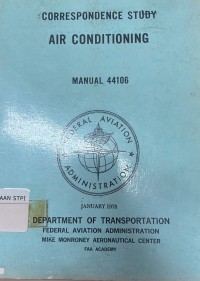 CORRESPONDENCE STUDY
AIR CONDITIONING
MANUAL 44106
FEDERAL AVIATION
ADMINISTRATION
AAN STPI
JANUARY 1978
DEPARTMENT OF TRANSPORTATION
FEDERAL AVIATION ADMINISTRATION
MIKE MONRONEY AERONAUTICAL CENTER
FAA ACADEMY